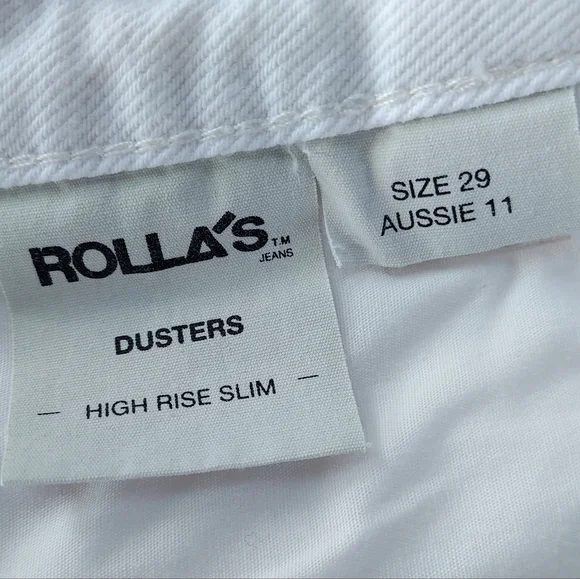 ROLLA'S T.M
JEANS
DUSTERS
— HIGH RISE SLIM —
SIZE 29
AUSSIE 11